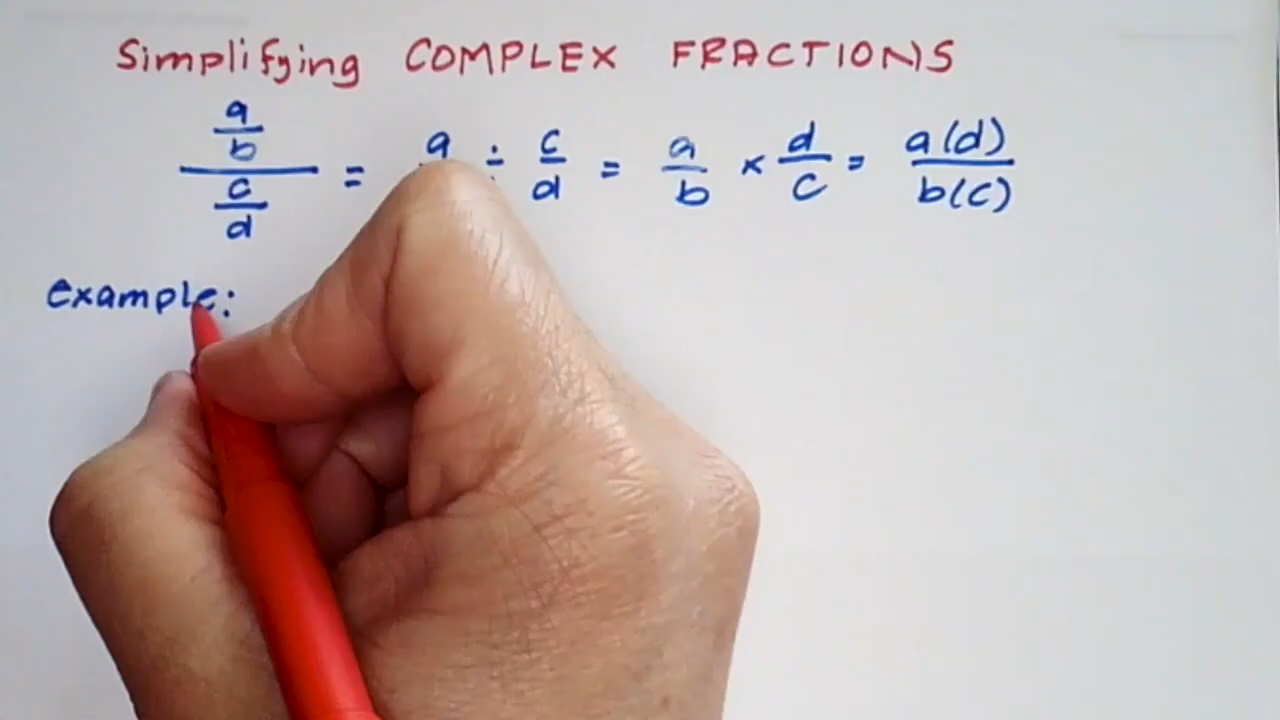 Simplifying COMPLEX FRACTIONS
a/b / c/d = a ÷ c/d = a/b × d/c = a(d)/b(c)
example: